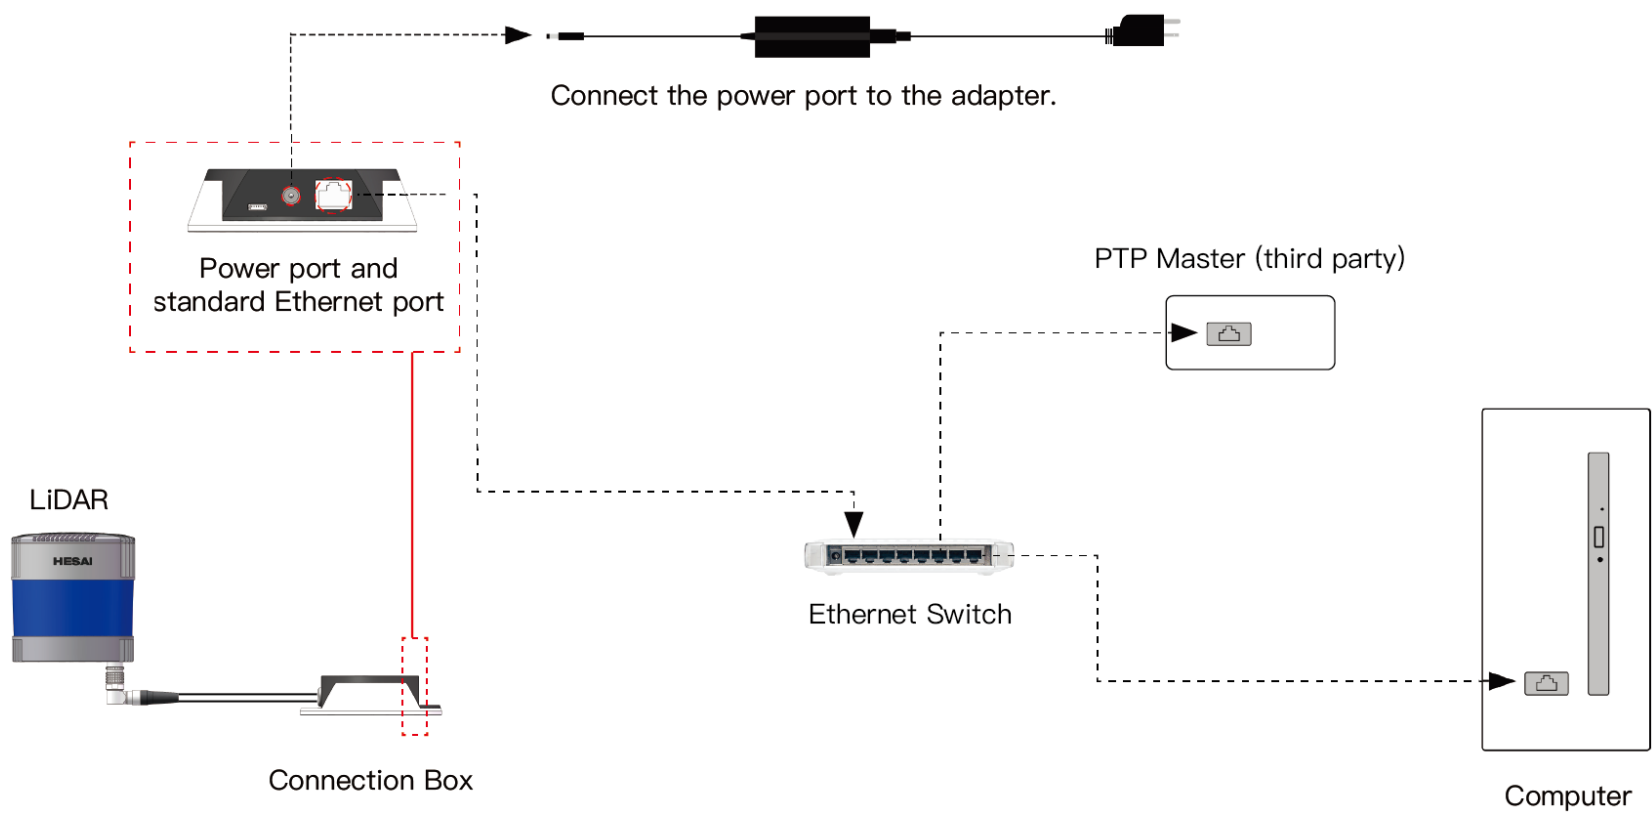 Connect the power port to the adapter.
Power port and
standard Ethernet port
PTP Master (third party)
LiDAR
HESAI
Ethernet Switch
Connection Box
Computer